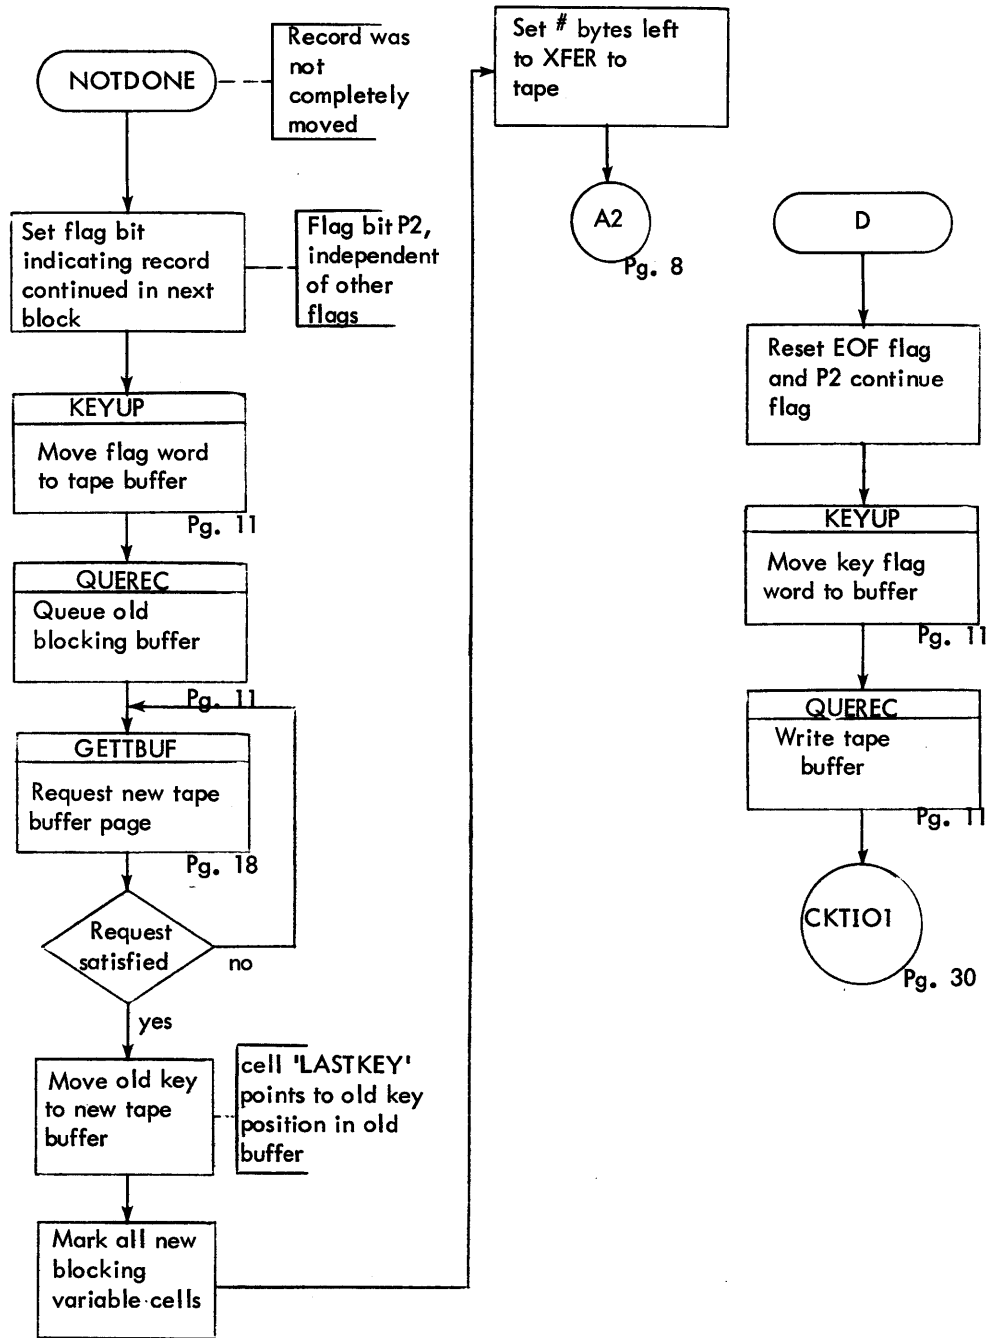 NOTDONE
Record was
not
completely
moved
Set flag bit
indicating record
continued in next
block
Flag bit P2,
independent
of other
flags
KEYUP
Move flag word
to tape buffer
Pg. 11
QUEREC
Queue old
blocking buffer
Pg. 11
GETTBUF
Request new tape
buffer page
Pg. 18
Request
satisfied
no
yes
Move old key
to new tape
buffer
cell 'LASTKEY'
points to old key
position in old
buffer
Mark all new
blocking
variable cells
Set # bytes left
to XFER to
tape
A2
Pg. 8
D
Reset EOF flag
and P2 continue
flag
KEYUP
Move key flag
word to buffer
Pg. 11
QUEREC
Write tape
buffer
Pg. 11
CKTIO1
Pg. 30